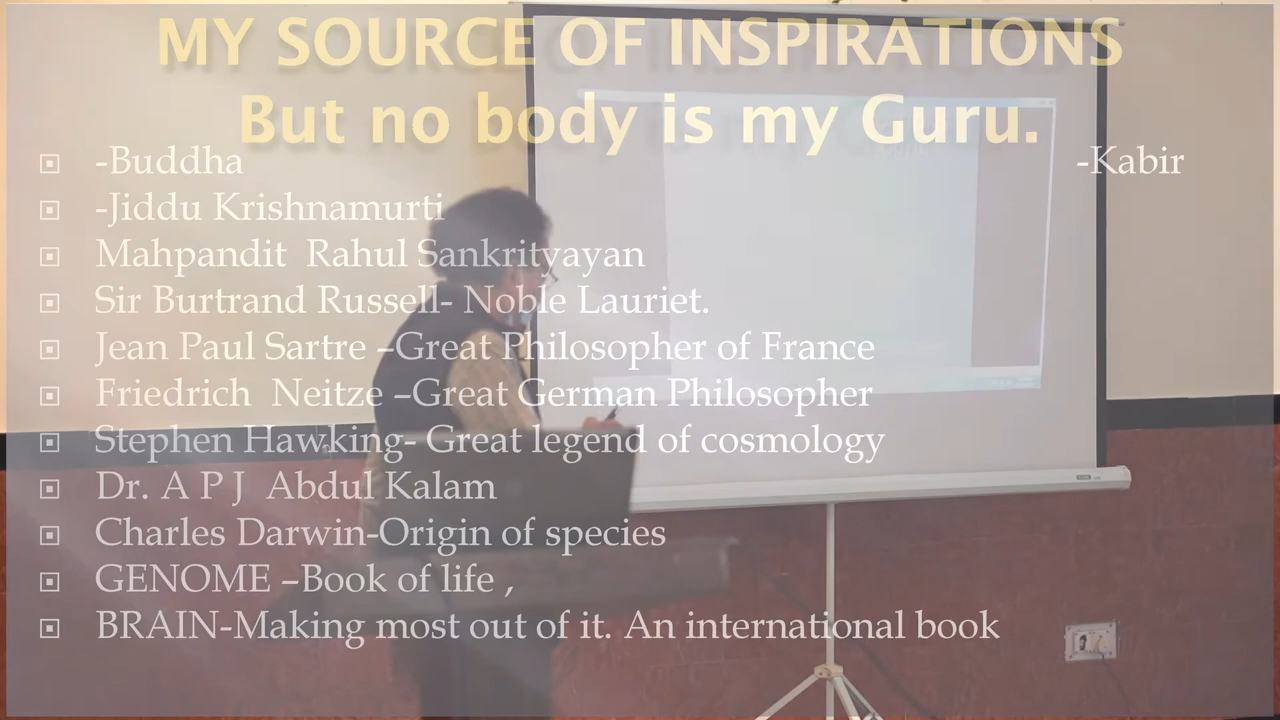 MY SOURCE OF INSPIRATIONS
But no body is my Guru.
-Buddha -Kabir
-Jiddu Krishnamurti
Mahpandit Rahul Sankrityayan
Sir Burtrand Russell- Noble Lauriet.
Jean Paul Sartre –Great Philosopher of France
Friedrich Neitze –Great German Philosopher
Stephen Hawking- Great legend of cosmology
Dr. A P J Abdul Kalam
Charles Darwin-Origin of species
GENOME –Book of life ,
BRAIN-Making most out of it. An international book